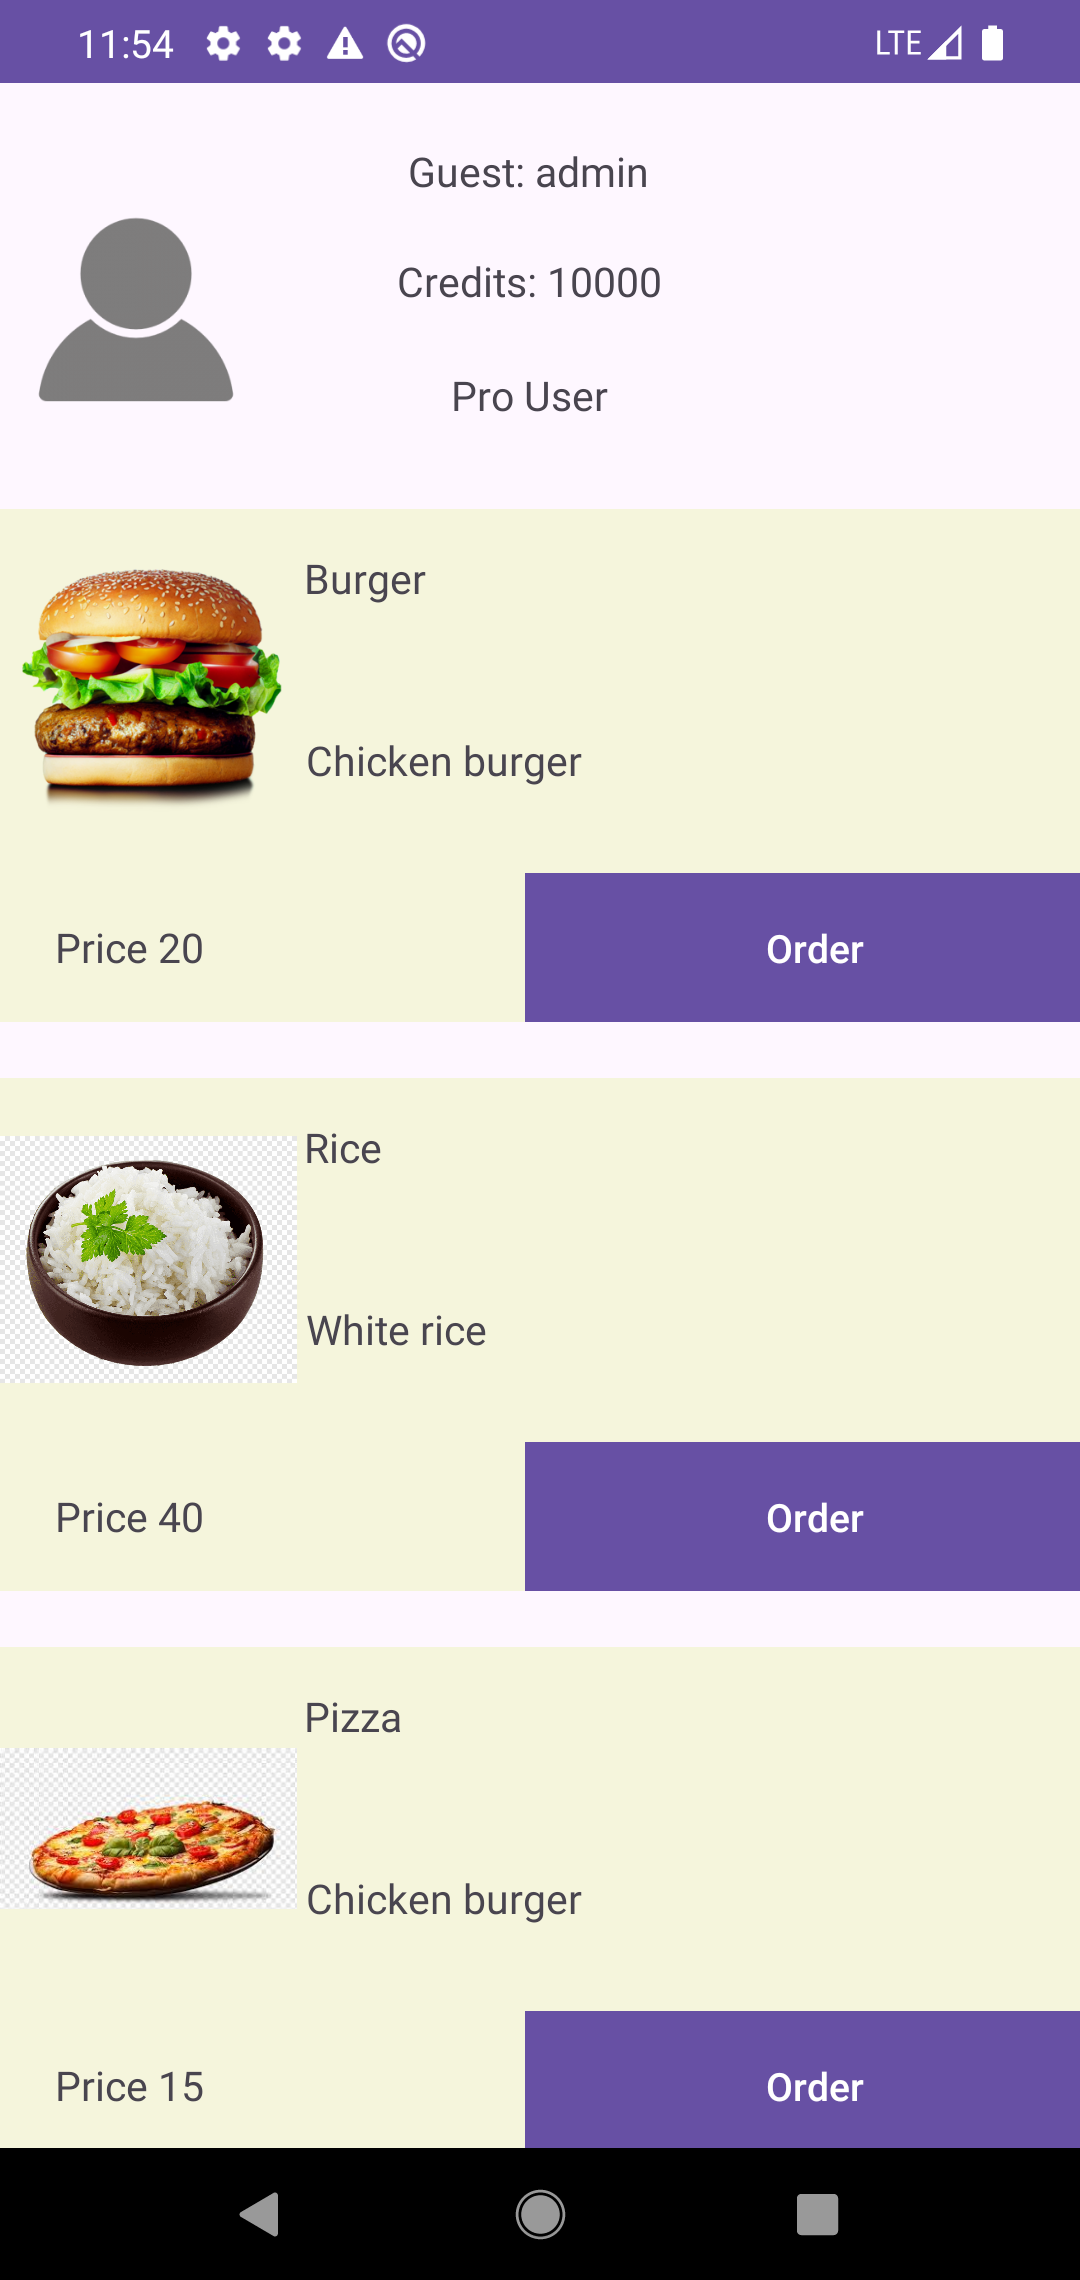 11:54
LTE
Guest: admin
Credits: 10000
Pro User
Burger
Chicken burger
Price 20
Order
Rice
White rice
Price 40
Order
Pizza
Chicken burger
Price 15
Order